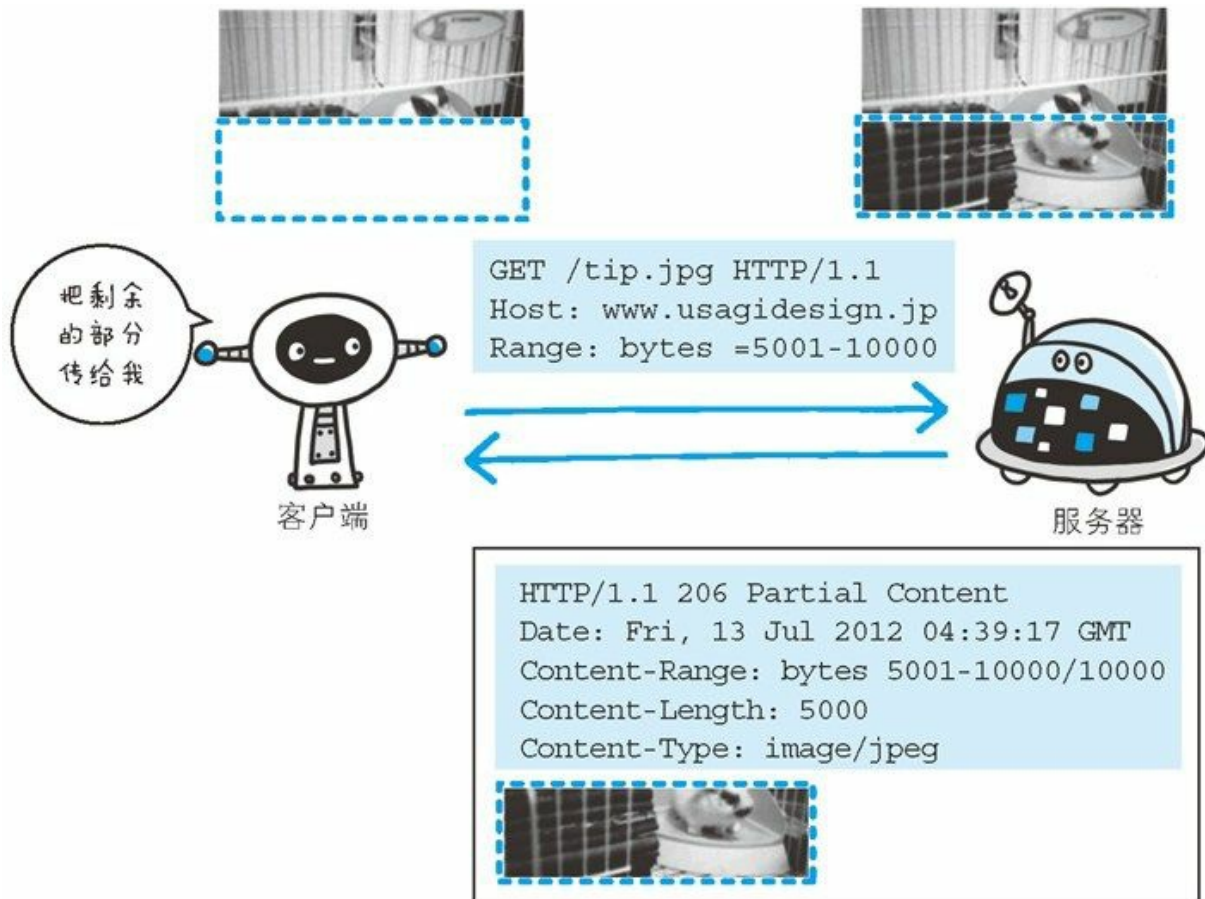 GET /tip.jpg HTTP/1.1
Host: www.usagidesign.jp
Range: bytes =5001-10000
把剩余
的部分
传给我
客户端
服务器
HTTP/1.1 206 Partial Content
Date: Fri, 13 Jul 2012 04:39:17 GMT
Content-Range: bytes 5001-10000/10000
Content-Length: 5000
Content-Type: image/jpeg